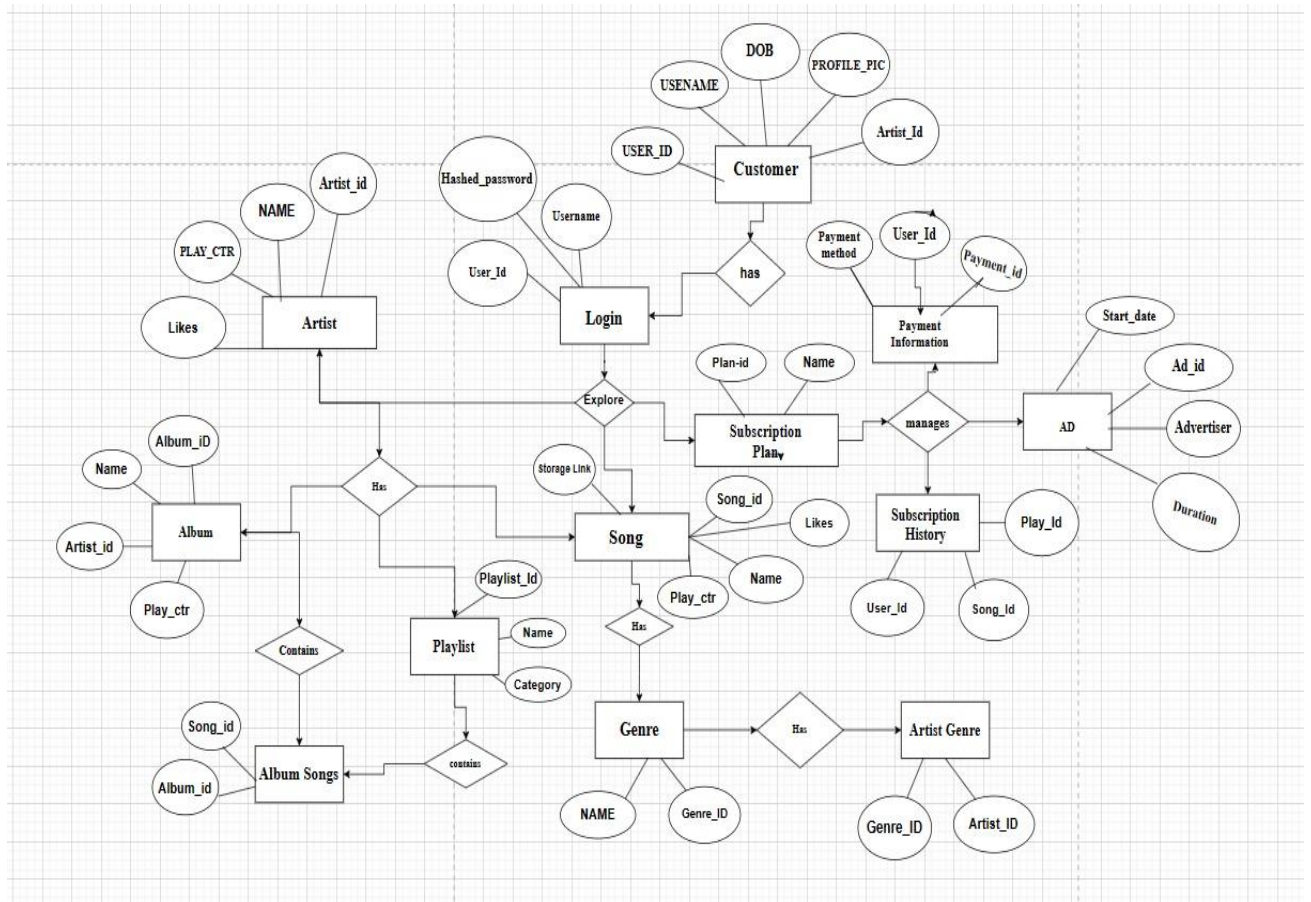 DOB
PROFILE_PIC
USENAME
Artist_Id
USER_ID
Customer
Hashed_password
Artist_id
Username
NAME
User_Id
Payment
method
has
PLAY_CTR
User_Id
Payment_id
Likes
Artist
Login
Payment
Information
Start_date
Plan-id
Name
Ad_id
Explore
Subscription
Plan
manages
AD
Advertiser
Album_iD
Name
Has
Storage Link
Song_id
Likes
Subscription
History
Play_Id
Duration
Album
Song
Artist_id
Name
Play_ctr
Playlist_Id
Play_ctr
User_Id
Song_Id
Has
Name
Contains
Playlist
Category
Song_id
Genre
Has
Artist Genre
Album Songs
contains
Album_id
NAME
Genre_ID
Genre_ID
Artist_ID